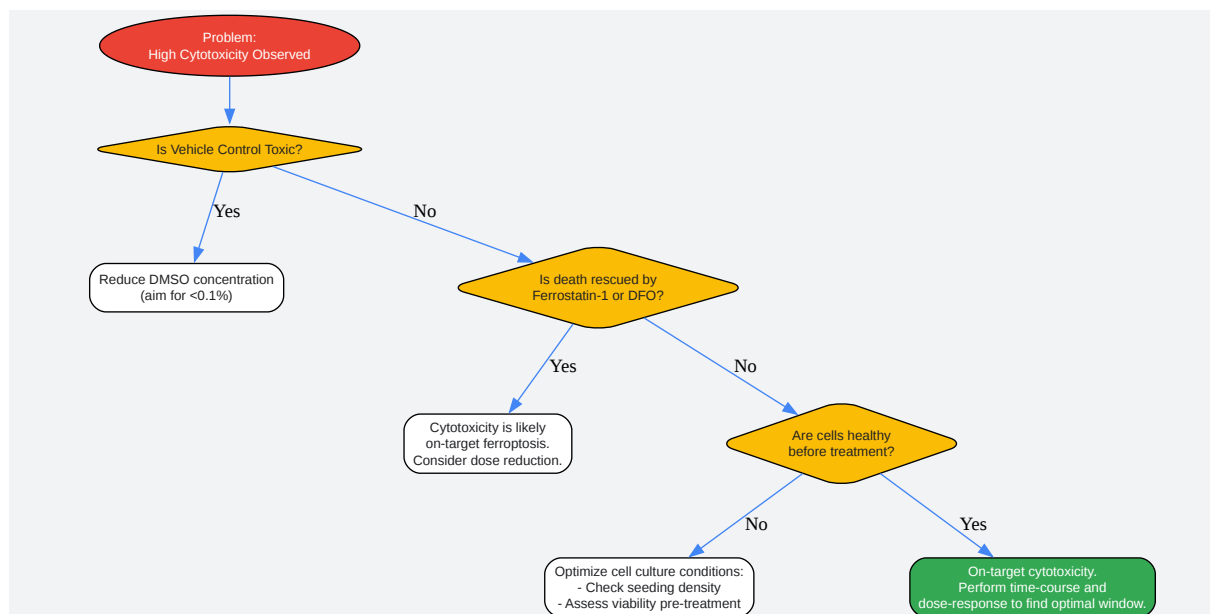 Problem:
High Cytotoxicity Observed
Is Vehicle Control Toxic?
Yes
No
Reduce DMSO concentration
(aim for <0.1%)
Is death rescued by
Ferrostatin-1 or DFO?
Yes
No
Cytotoxicity is likely
on-target ferroptosis.
Consider dose reduction.
Are cells healthy
before treatment?
No
Yes
Optimize cell culture conditions:
- Check seeding density
- Assess viability pre-treatment
On-target cytotoxicity.
Perform time-course and
dose-response to find optimal window.